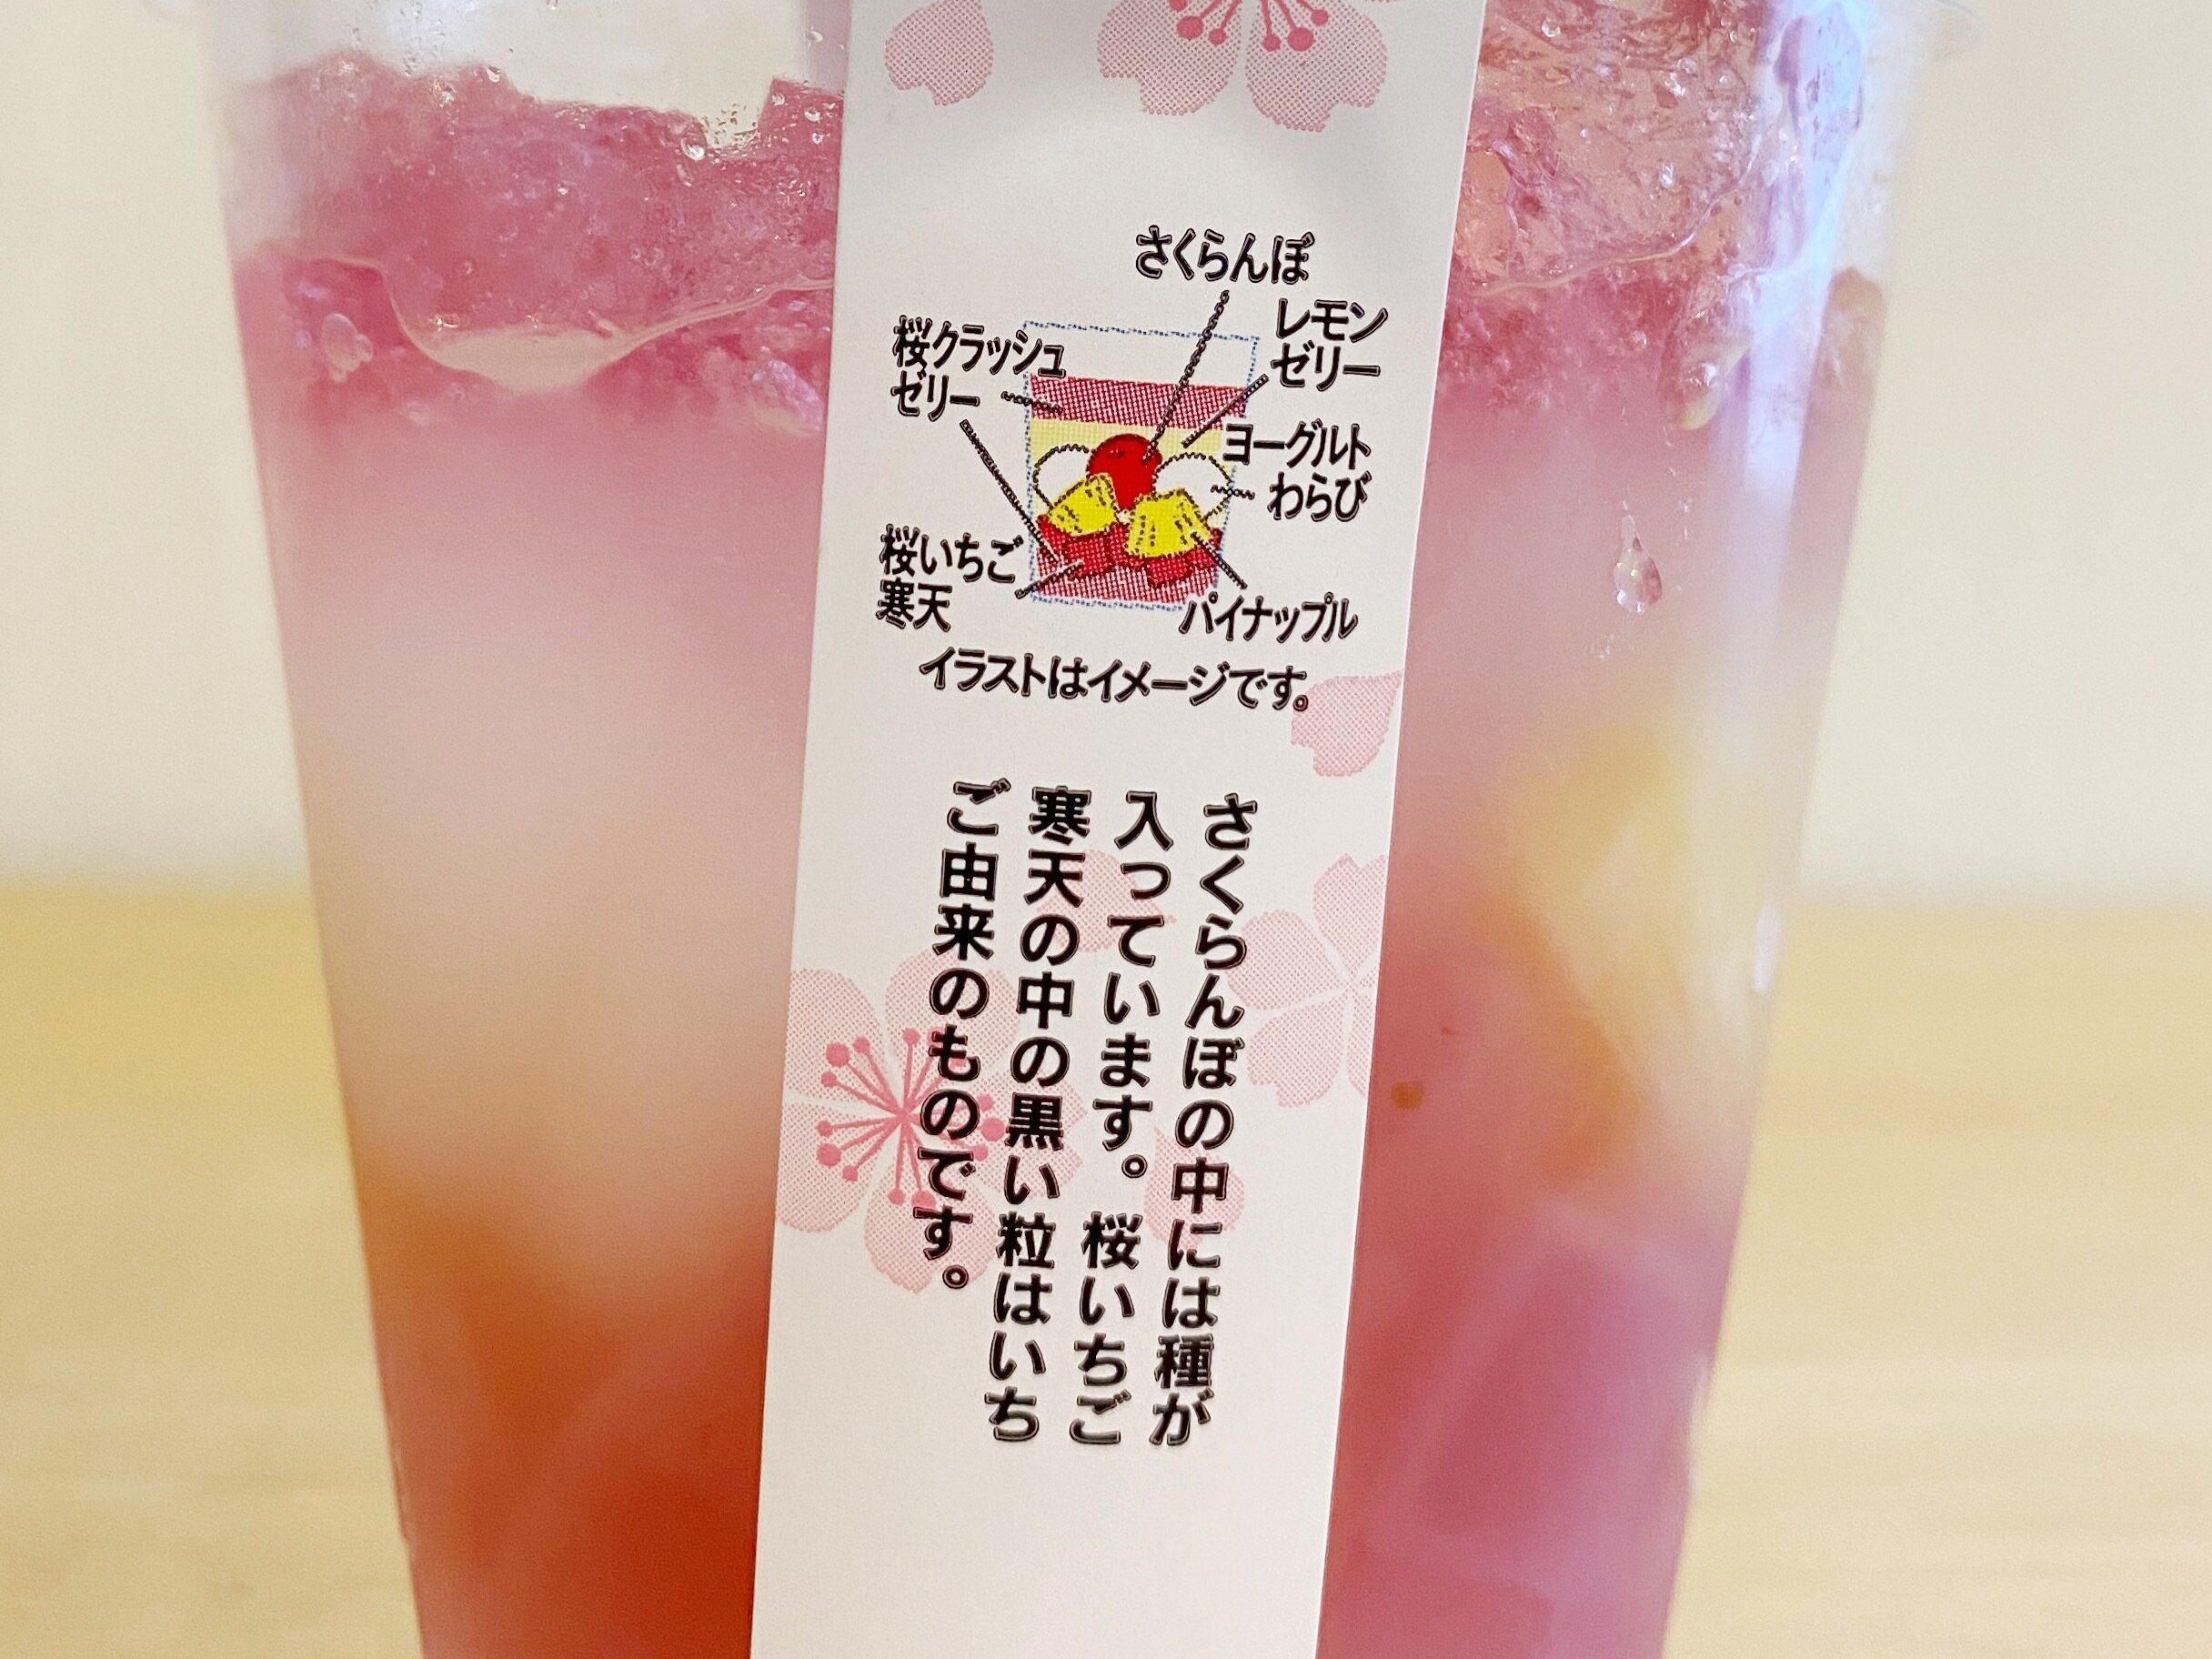 さくらんぼ
レモン
ゼリー
桜クラッシュ
ゼリー
ヨーグルト
わらび
桜いちご
寒天
パイナップル
イラストはイメージです。
さくらんぼの中には種が
入っています。桜いちご
寒天の中の黒い粒はいち
ご由来のものです。